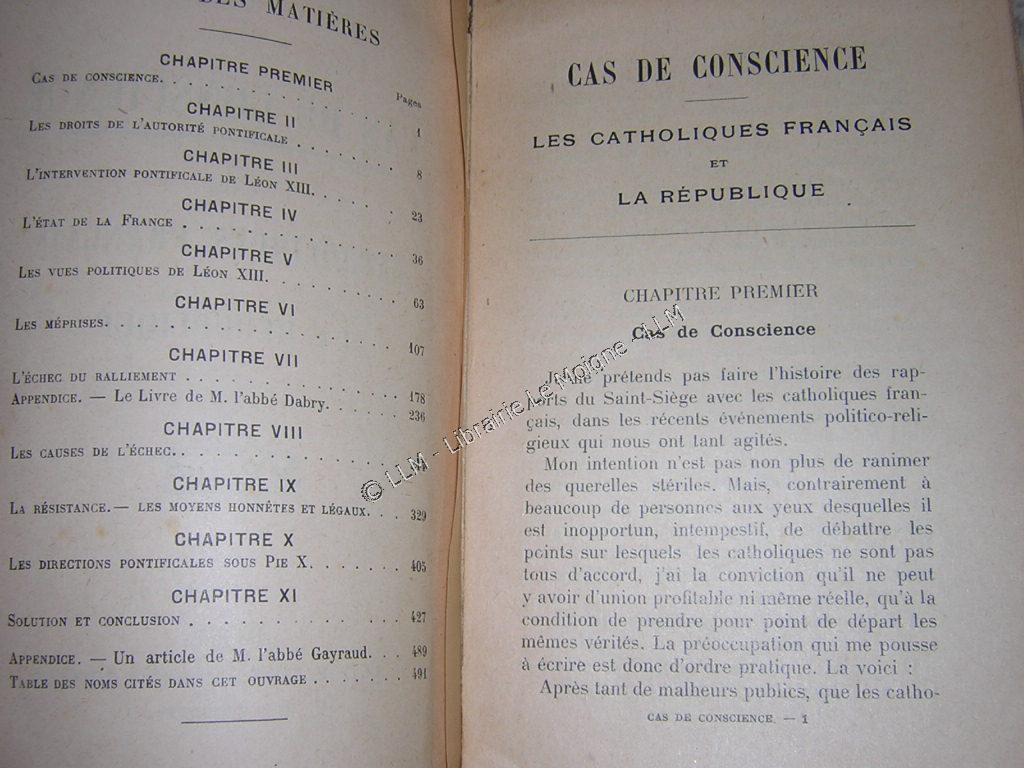 DES MATIÈRES
CHAPITRE PREMIER
Pages
CAS DE CONSCIENCE. . . . . . . . . . . . . 1
CHAPITRE II
LES DROITS DE L'AUTORITÉ PONTIFICALE . . . . . . 8
CHAPITRE III
L'INTERVENTION PONTIFICALE DE LÉON XIII. . . . . . 23
CHAPITRE IV
L'ÉTAT DE LA FRANCE . . . . . . . . . . . . 36
CHAPITRE V
LES VUES POLITIQUES DE LÉON XIII. . . . . . . . 63
CHAPITRE VI
LES MÉPRISES. . . . . . . . . . . . . . 107
CHAPITRE VII
L'ÉCHEC DU RALLIEMENT . . . . . . . . . . . 178
APPENDICE. — Le Livre de M. l'abbé Dabry. . . . . 236
CHAPITRE VIII
LES CAUSES DE L'ÉCHEC. . . . . . . . . . .
CHAPITRE IX
LA RÉSISTANCE. — LES MOYENS HONNÊTES ET LÉGAUX. . . 329
CHAPITRE X
LES DIRECTIONS PONTIFICALES SOUS PIE X. . . . . . 405
CHAPITRE XI
SOLUTION ET CONCLUSION . . . . . . . . . . 427
APPENDICE. — Un article de M. l'abbé Gayraud. . . 489
TABLE DES NOMS CITÉS DANS CET OUVRAGE . . . . . . 491
CAS DE CONSCIENCE
LES CATHOLIQUES FRANÇAIS
ET
LA RÉPUBLIQUE
CHAPITRE PREMIER
Cas de Conscience
Je ne prétends pas faire l'histoire des rap-
ports du Saint-Siège avec les catholiques fran-
çais, dans les récents événements politico-reli-
gieux qui nous ont tant agités.
Mon intention n'est pas non plus de ranimer
des querelles stériles. Mais, contrairement à
beaucoup de personnes aux yeux desquelles il
est inopportun, intempestif, de débattre les
points sur lesquels les catholiques ne sont pas
tous d'accord, j'ai la conviction qu'il ne peut
y avoir d'union profitable ni même réelle, qu'à la
condition de prendre pour point de départ les
mêmes vérités. La préoccupation qui me pousse
à écrire est donc d'ordre pratique. La voici :
Après tant de malheurs publics, que les catho-
CAS DE CONSCIENCE. — 1
© LLM - Librairie Le Moigne - LLM